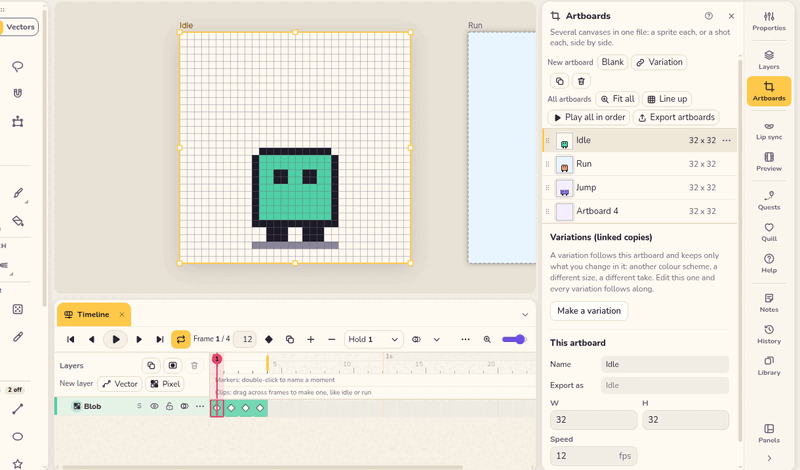 Vectors
CH
2 off
Idle
Run
Timeline
Frame 1 / 4
12
Hold 1
Layers
New layer
Vector
Pixel
1
5
10
1s
15
20
Markers: double-click to name a moment
Clips: drag across frames to make one, like idle or run
Blob
S
Artboards
Several canvases in one file: a sprite each, or a shot
each, side by side.
New artboard
Blank
Variation
All artboards
Fit all
Line up
Play all in order
Export artboards
Idle
32 x 32
Run
32 x 32
Jump
32 x 32
Artboard 4
32 x 32
Variations (linked copies)
A variation follows this artboard and keeps only
what you change in it: another colour scheme, a
different size, a different take. Edit this one and
every variation follows along.
Make a variation
This artboard
Name
Idle
Export as
Idle
W
H
32
32
Speed
12
fps
Properties
Layers
Artboards
Lip sync
Preview
Quests
Quill
Help
Notes
History
Library
Panels